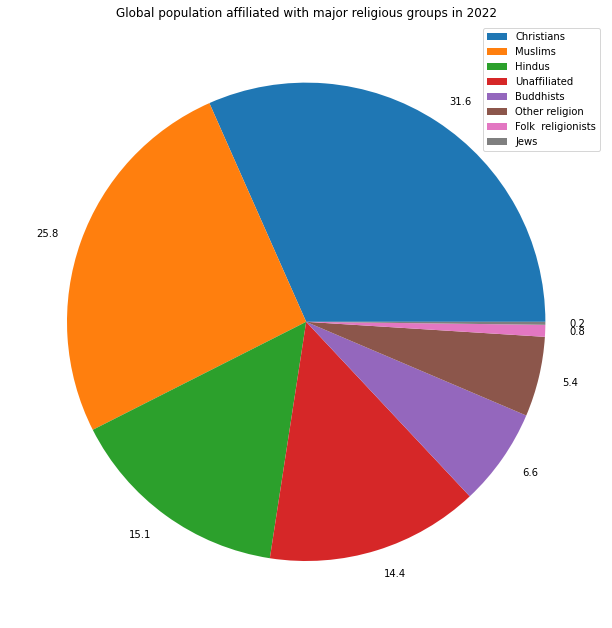 Global population affiliated with major religious groups in 2022
Christians
Muslims
Hindus
Unaffiliated
Buddhists
Other religion
Folk  religionists
Jews
31.6
25.8
15.1
14.4
6.6
5.4
0.8
0.2